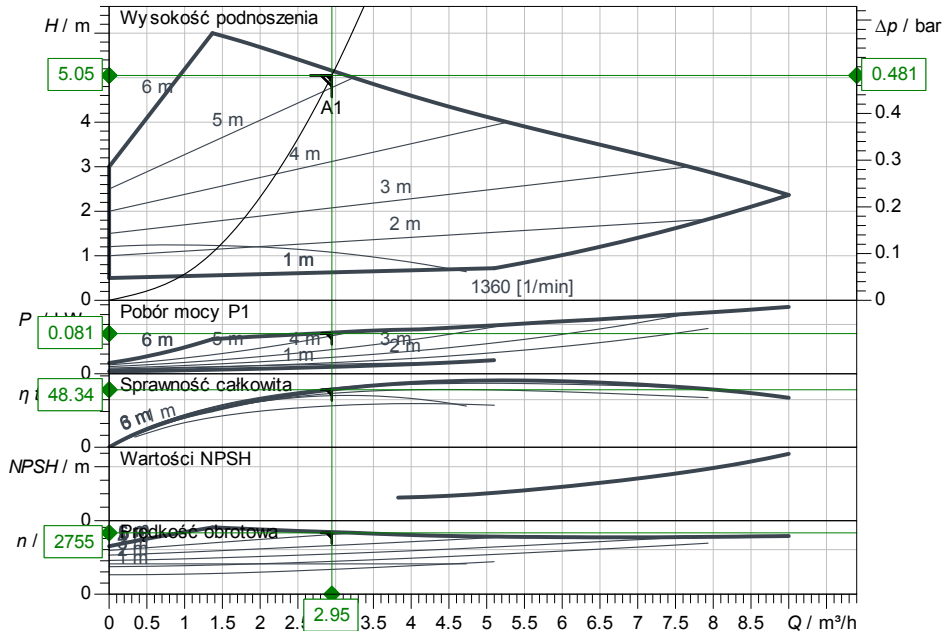 H / m
Wysokość podnoszenia
Δp / bar
5.05
0.481
6 m
A1
5 m
0.4
4
4 m
0.3
3
3 m
0.2
2
2 m
0.1
1
1 m
1360 [1/min]
0
0
Pobór mocy P1
0.081
6 m
5 m
4 m
3 m
1 m
2 m
0
Sprawność całkowita
48.34
1 m
0
NPSH / m
Wartości NPSH
0
Prędkość obrotowa
n /
2755
0
0 0.5 1 1.5 2 2.95 3.5 4 4.5 5 5.5 6 6.5 7 7.5 8 8.5 Q / m³/h